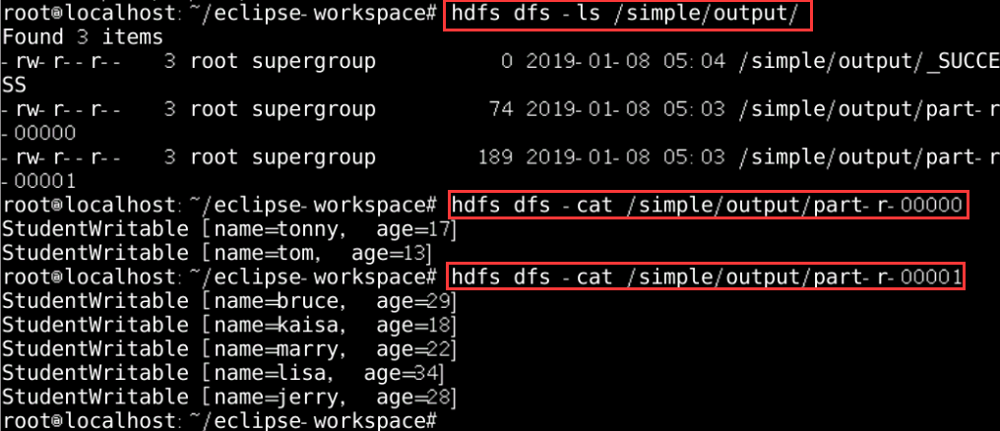 root@localhost:~/eclipse-workspace# hdfs dfs -ls /simple/output/
Found 3 items
-rw-r--r--   3 root supergroup          0 2019-01-08 05:04 /simple/output/_SUCCE
SS
-rw-r--r--   3 root supergroup         74 2019-01-08 05:03 /simple/output/part-r
-00000
-rw-r--r--   3 root supergroup        189 2019-01-08 05:03 /simple/output/part-r
-00001
root@localhost:~/eclipse-workspace# hdfs dfs -cat /simple/output/part-r-00000
StudentWritable [name=tonny,  age=17]
StudentWritable [name=tom,  age=13]
root@localhost:~/eclipse-workspace# hdfs dfs -cat /simple/output/part-r-00001
StudentWritable [name=bruce,  age=29]
StudentWritable [name=kaisa,  age=18]
StudentWritable [name=marry,  age=22]
StudentWritable [name=lisa,  age=34]
StudentWritable [name=jerry,  age=28]
root@localhost:~/eclipse-workspace#